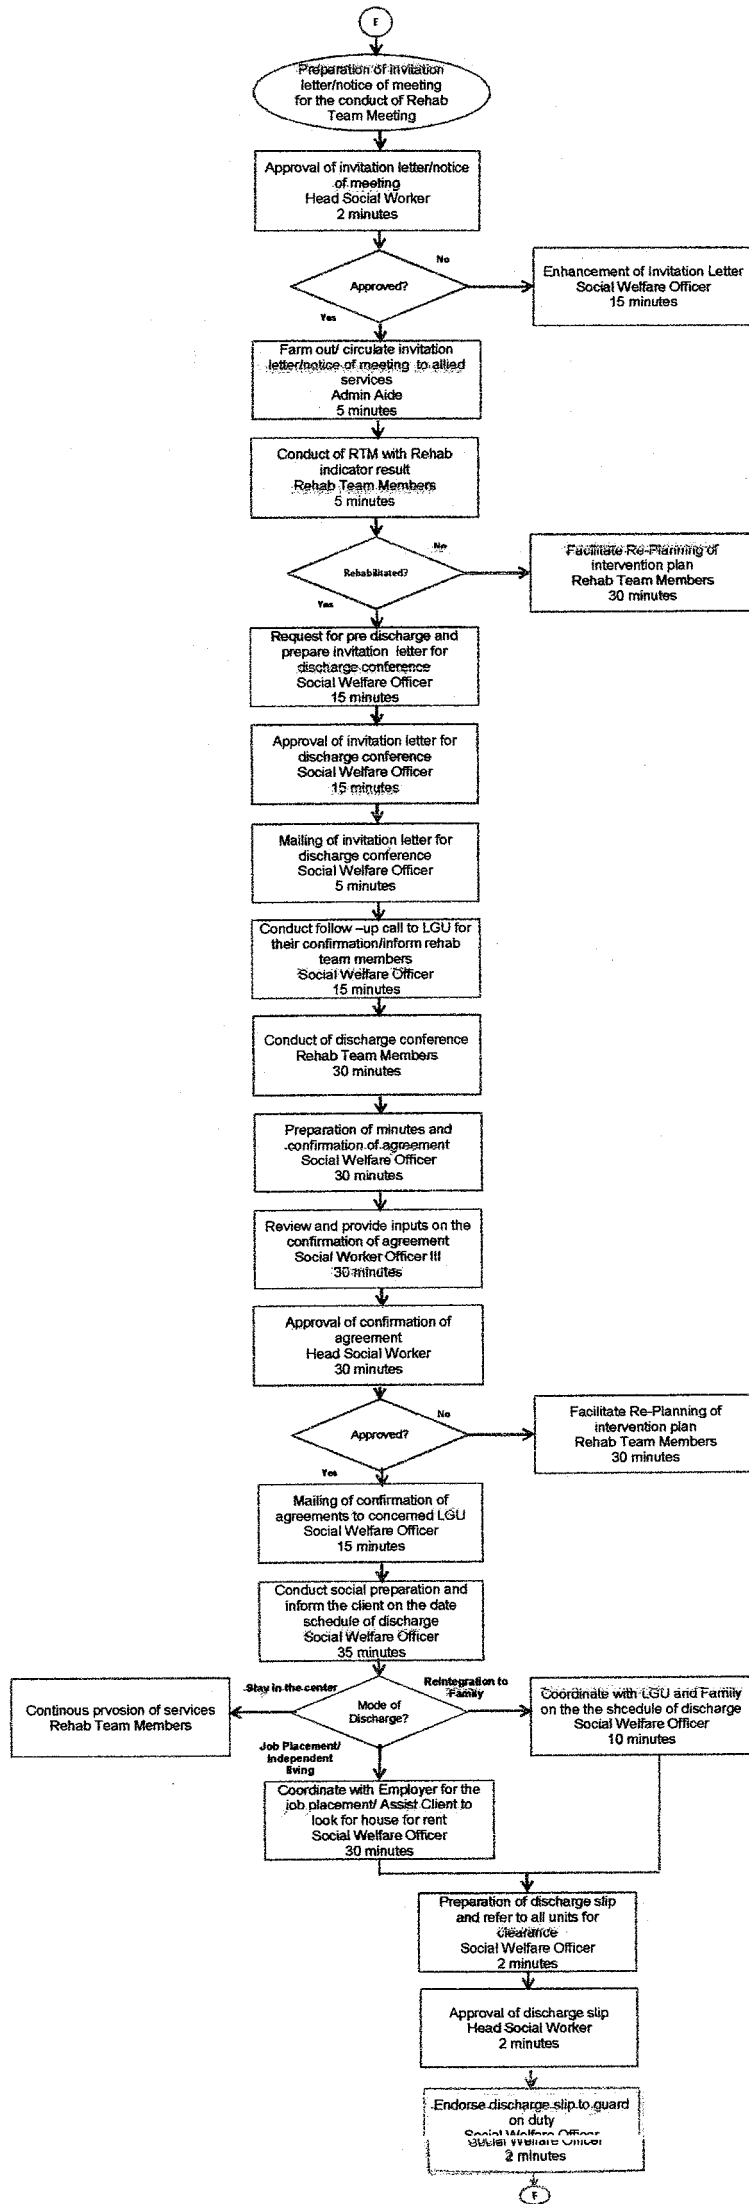 E
Preparation of invitation
letter/notice of meeting
for the conduct of Rehab
Team Meeting
Approval of invitation letter/notice
of meeting
Head Social Worker
2 minutes
Approved?
No
Yes
Enhancement of Invitation Letter
Social Welfare Officer
15 minutes
Farm out/ circulate invitation
letter/notice of meeting to allied
services
Admin Aide
5 minutes
Conduct of RTM with Rehab
indicator result
Rehab Team Members
5 minutes
Rehabilitated?
No
Yes
Facilitate Re-Planning of
intervention plan
Rehab Team Members
30 minutes
Request for pre discharge and
prepare invitation letter for
discharge conference
Social Welfare Officer
15 minutes
Approval of invitation letter for
discharge conference
Social Welfare Officer
15 minutes
Mailing of invitation letter for
discharge conference
Social Welfare Officer
5 minutes
Conduct follow –up call to LGU for
their confirmation/inform rehab
team members
Social Welfare Officer
15 minutes
Conduct of discharge conference
Rehab Team Members
30 minutes
Preparation of minutes and
confirmation of agreement
Social Welfare Officer
30 minutes
Review and provide inputs on the
confirmation of agreement
Social Worker Officer III
30 minutes
Approval of confirmation of
agreement
Head Social Worker
30 minutes
Approved?
No
Yes
Facilitate Re-Planning of
intervention plan
Rehab Team Members
30 minutes
Mailing of confirmation of
agreements to concerned LGU
Social Welfare Officer
15 minutes
Conduct social preparation and
inform the client on the date
schedule of discharge
Social Welfare Officer
35 minutes
Mode of
Discharge?
Stay in the center
Reintegration to
Family
Job Placement/
Independent
living
Continous prvosion of services
Rehab Team Members
Coordinate with LGU and Family
on the the shcedule of discharge
Social Welfare Officer
10 minutes
Coordinate with Employer for the
job placement/ Assist Client to
look for house for rent
Social Welfare Officer
30 minutes
Preparation of discharge slip
and refer to all units for
clearance
Social Welfare Officer
2 minutes
Approval of discharge slip
Head Social Worker
2 minutes
Endorse discharge slip to guard
on duty
Social Welfare Officer
Social Welfare Officer
2 minutes
F